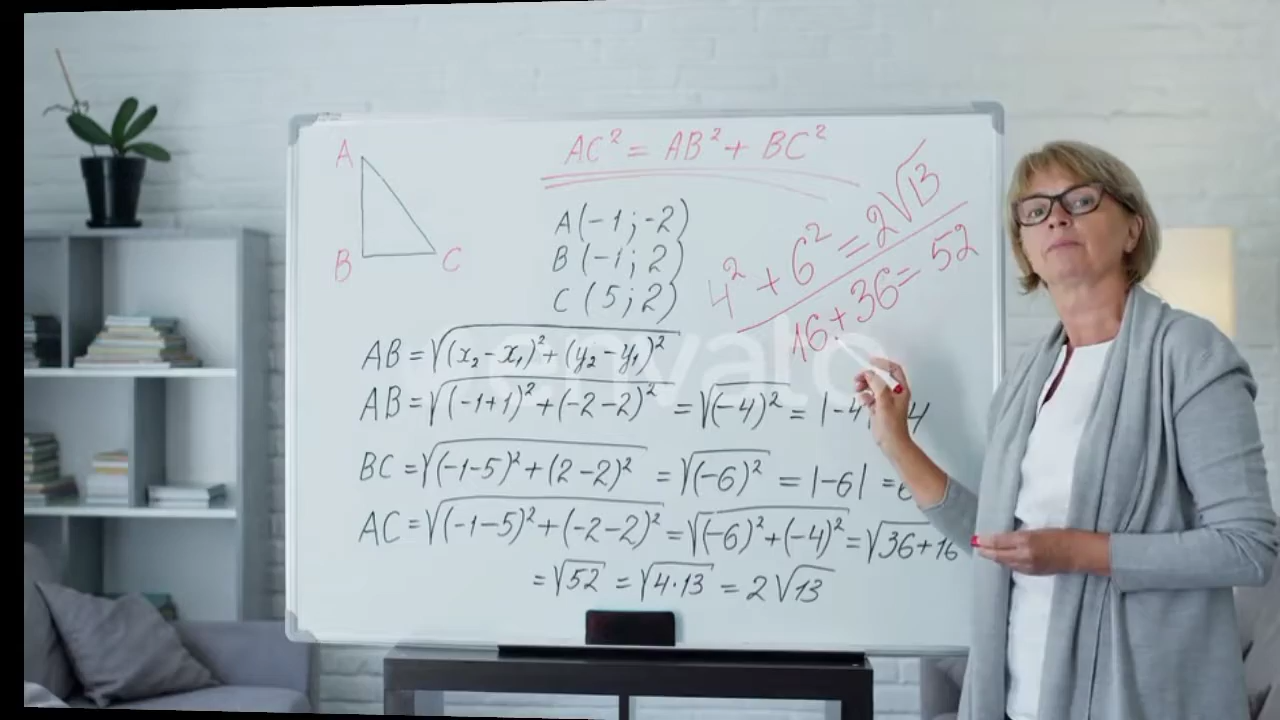 A
B
C
AC² = AB² + BC²
A(-1; -2)
B(-1; 2)
C(5; 2)
4² + 6² = 2√13
16 + 36 = 52
AB = √(x₂ - x₁)² + (y₂ - y₁)²
AB = √(-1+1)² + (-2-2)² = √(-4)² = |-4| 4
BC = √(-1-5)² + (2-2)² = √(-6)² = |-6| = 6
AC = √(-1-5)² + (-2-2)² = √(-6)² + (-4)² = √36+16
= √52 = √4·13 = 2√13
envato